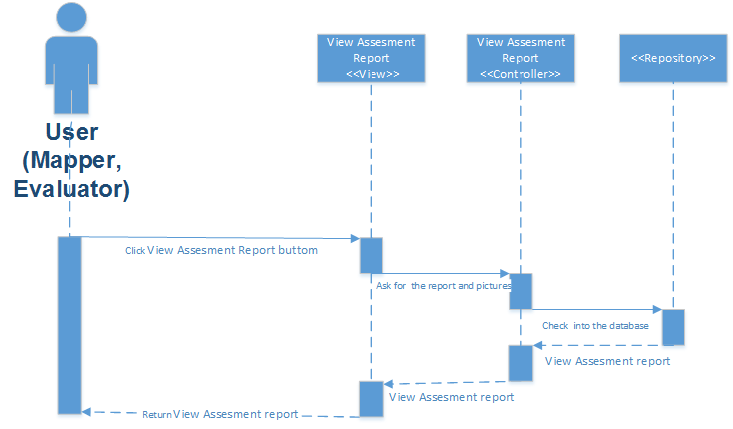 View Assesment
Report
<<View>>
View Assesment
Report
<<Controller>>
<<Repository>>
User
(Mapper,
Evaluator)
Click View Assesment Report buttom
Ask for the report and pictures
Check into the database
View Assesment report
View Assesment report
Return View Assesment report